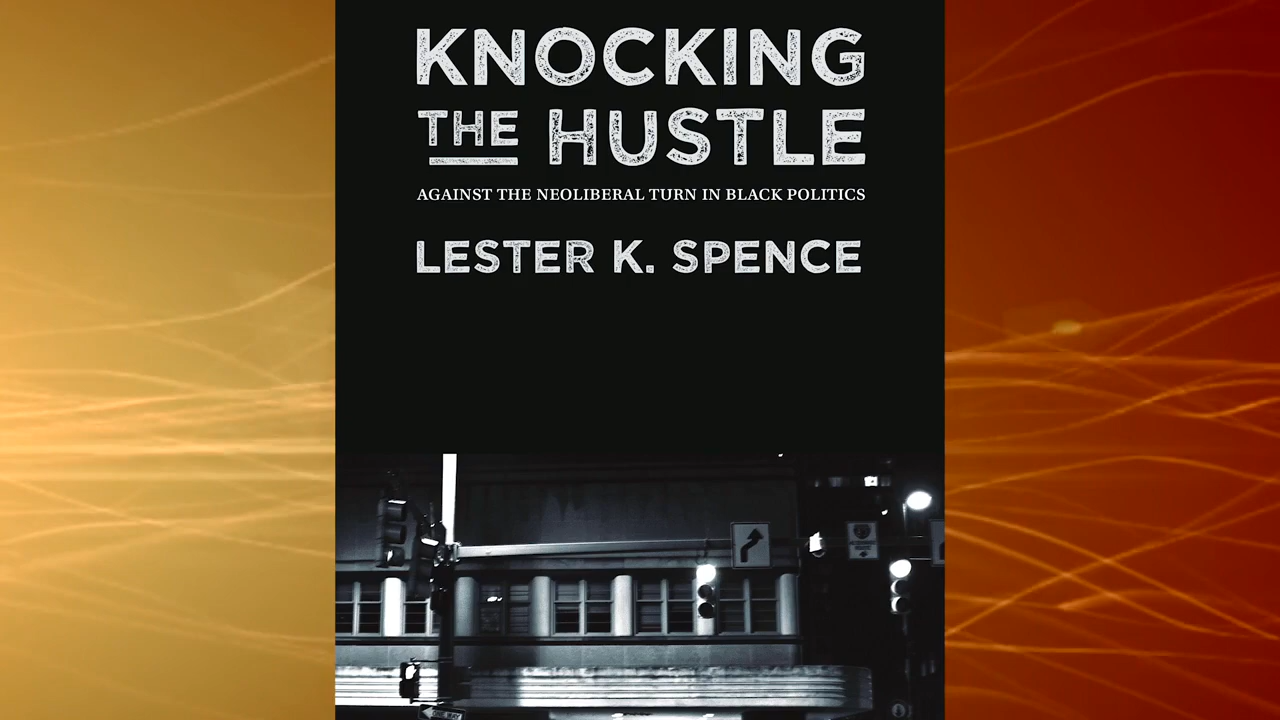 KNOCKING
THE HUSTLE
AGAINST THE NEOLIBERAL TURN IN BLACK POLITICS
LESTER K. SPENCE